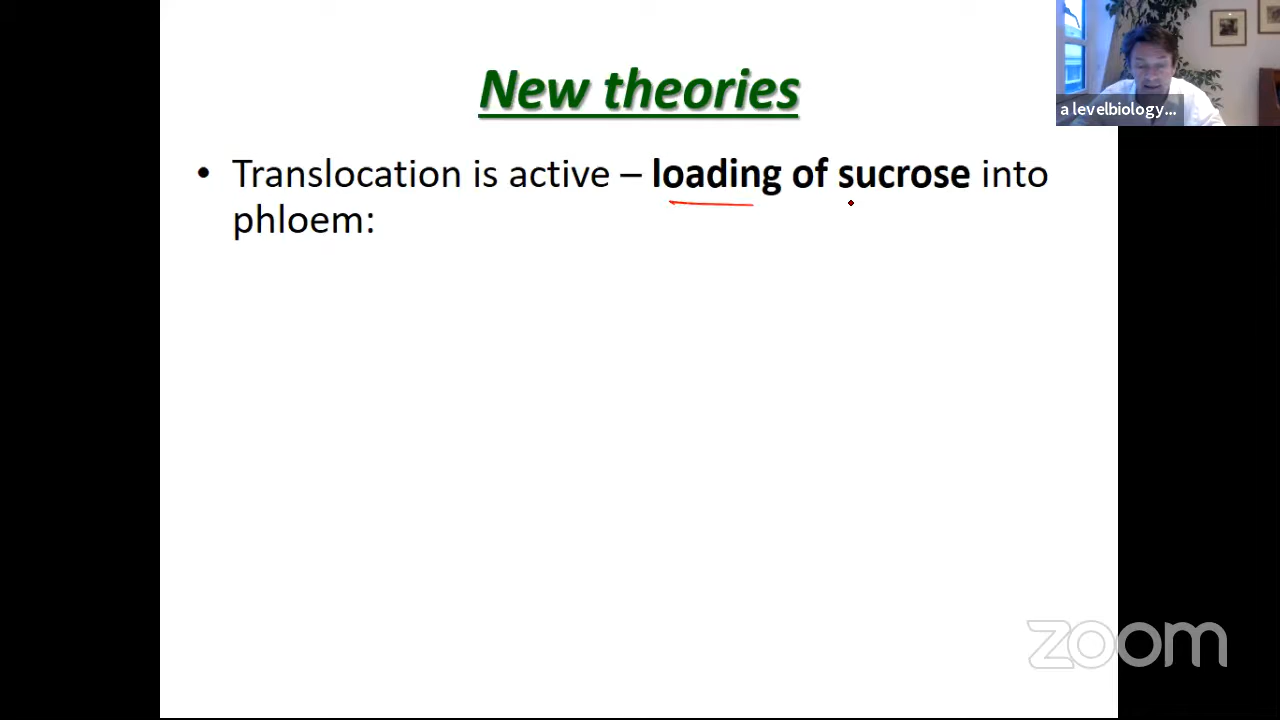 New theories
a levelbiology...
• Translocation is active – loading of sucrose into
phloem:
zoom